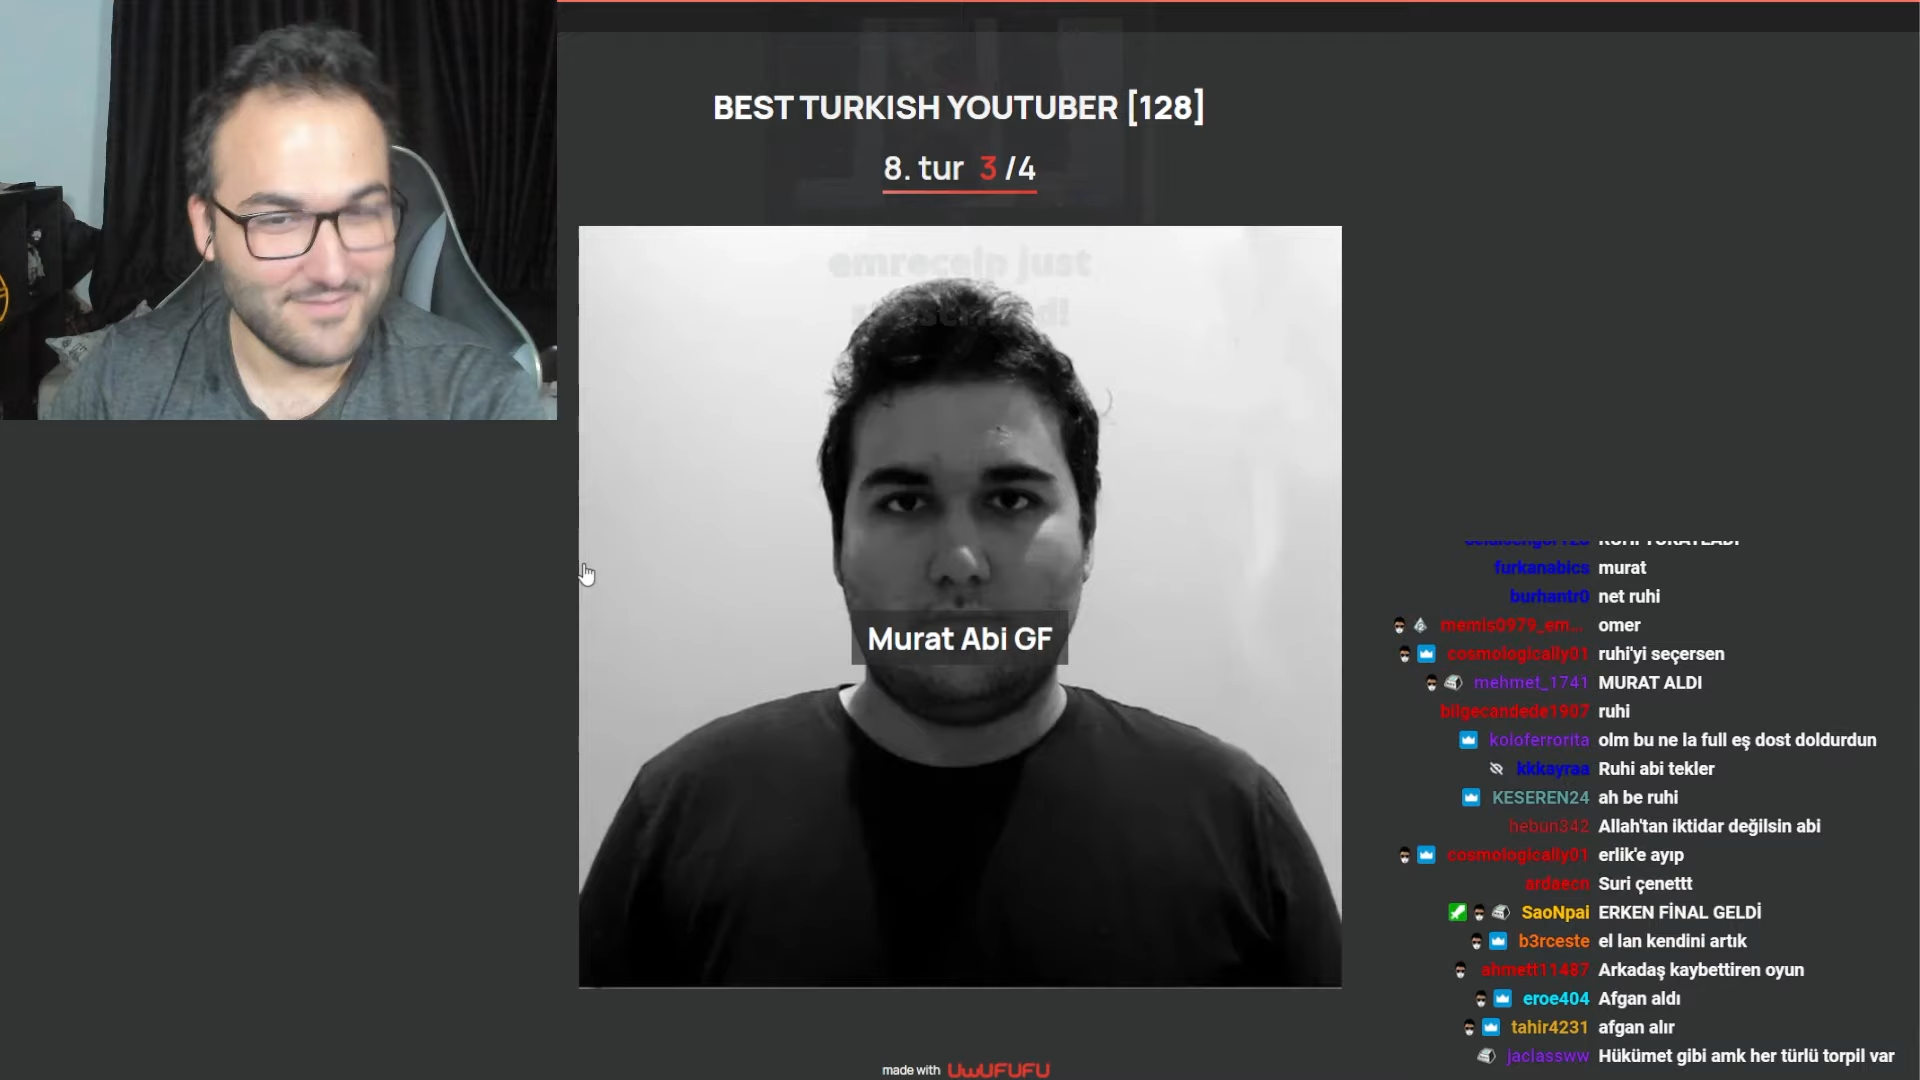 BEST TURKISH YOUTUBER [128]
8. tur 3 /4
emrecelp just
Murat Abi GF
furkanabics murat
burhantr0 net ruhi
memis0979_em... omer
cosmologically01 ruhi'yi seçersen
mehmet_1741 MURAT ALDI
bilgecandede1907 ruhi
koloferrorita olm bu ne la full eş dost doldurdun
kkkayraa Ruhi abi tekler
KESEREN24 ah be ruhi
hebun342 Allah'tan iktidar değilsin abi
cosmologically01 erlik'e ayıp
ardaecn Suri çenettt
SaoNpai ERKEN FİNAL GELDİ
b3rceste el lan kendini artık
ahmett11487 Arkadaş kaybettiren oyun
eroe404 Afgan aldı
tahir4231 afgan alır
jaclassww Hükümet gibi amk her türlü torpil var
made with UwUFUFU